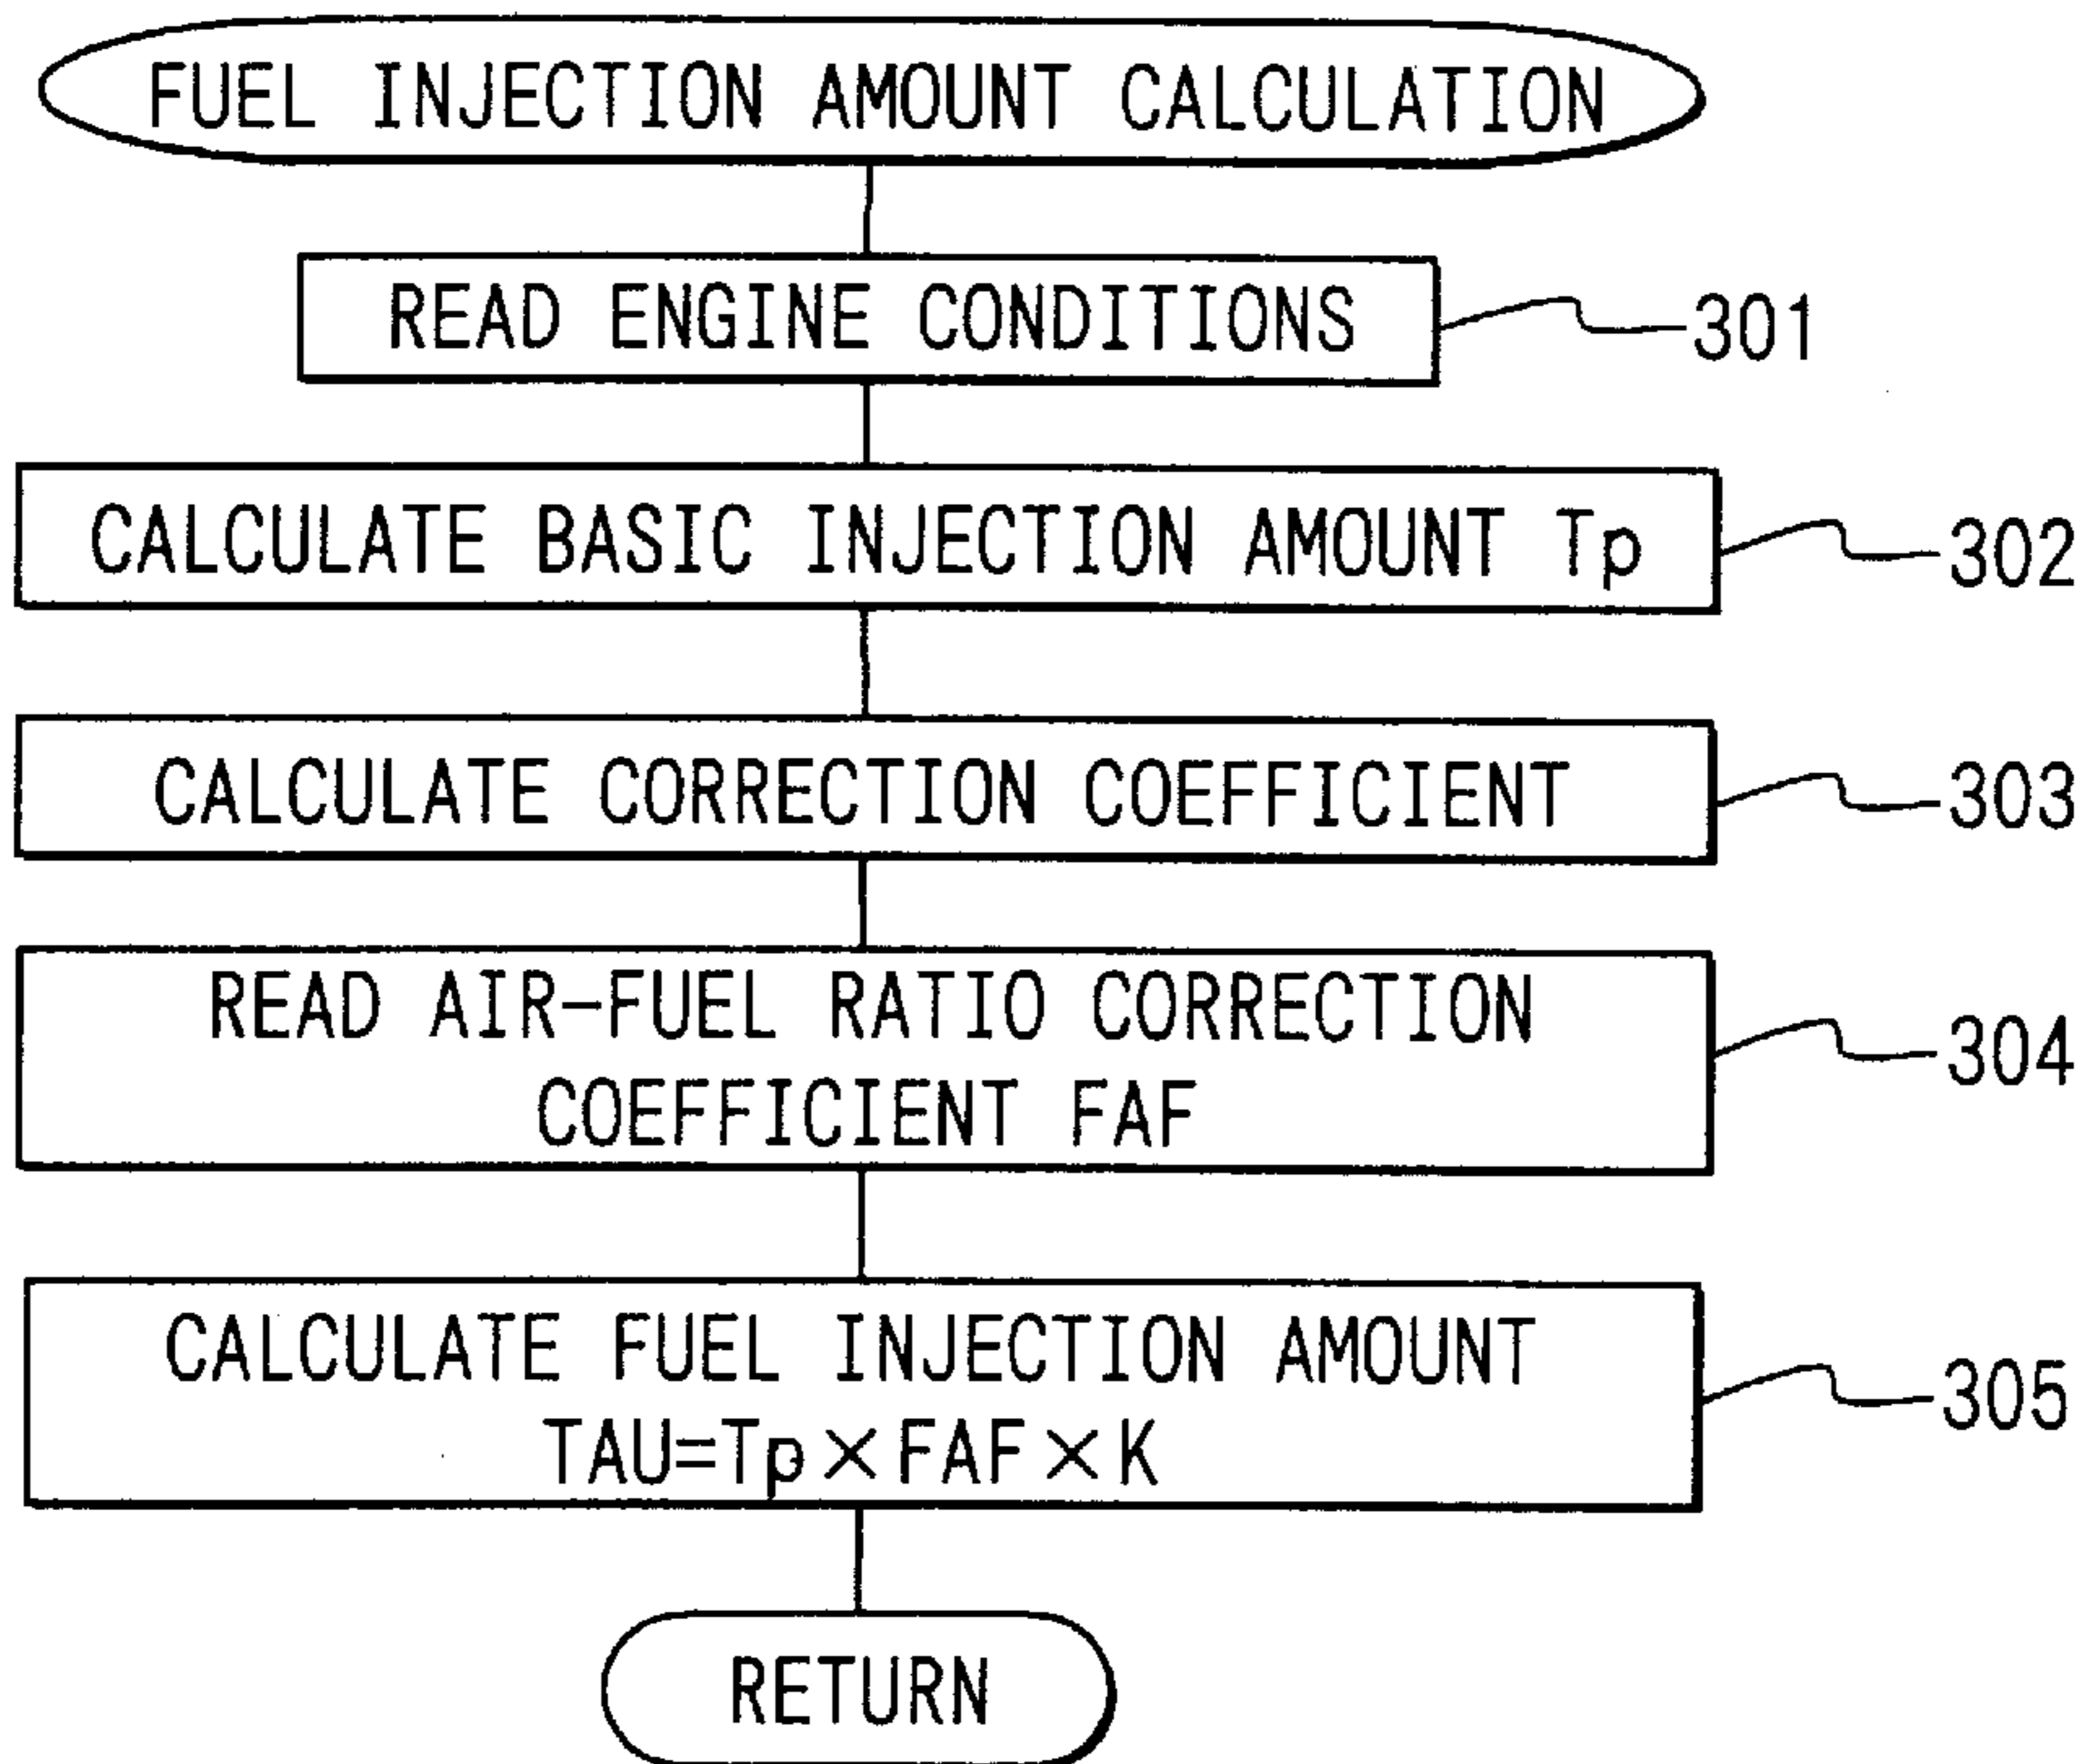 FUEL INJECTION AMOUNT CALCULATION
READ ENGINE CONDITIONS
301
CALCULATE BASIC INJECTION AMOUNT Tp
302
CALCULATE CORRECTION COEFFICIENT
303
READ AIR-FUEL RATIO CORRECTION
COEFFICIENT FAF
304
CALCULATE FUEL INJECTION AMOUNT
TAU=Tp×FAF×K
305
RETURN